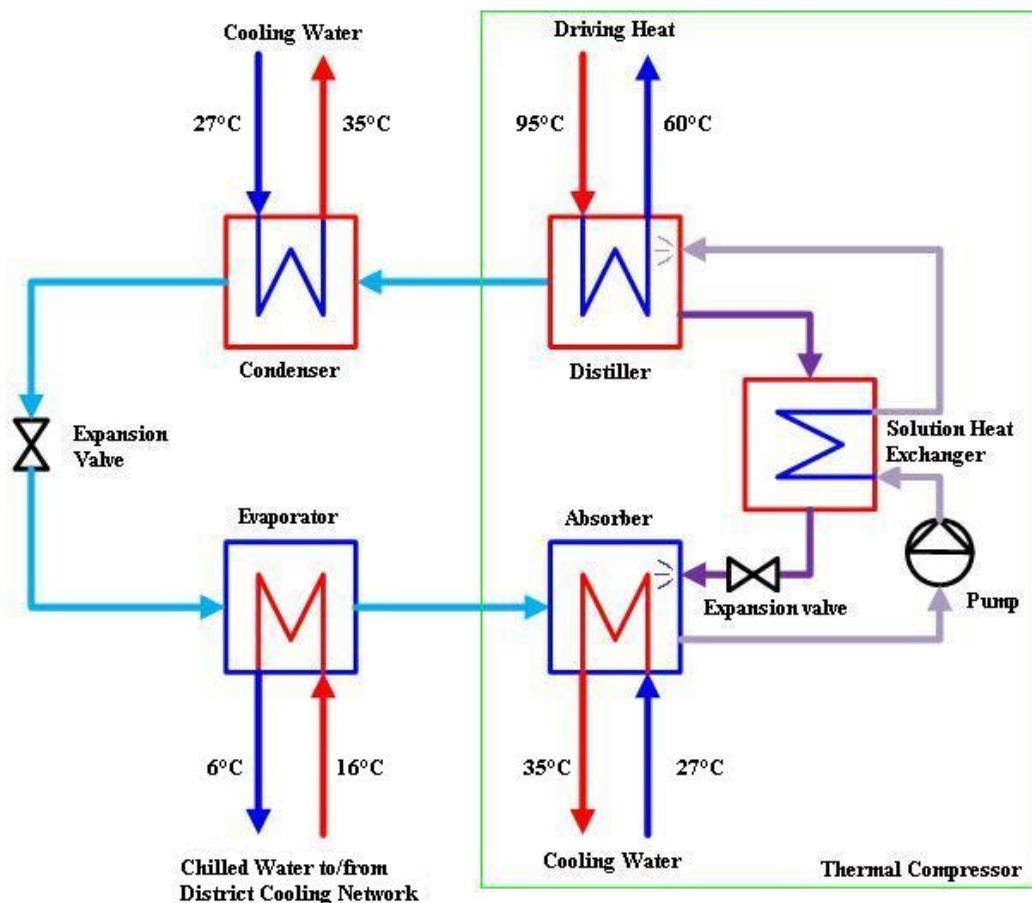 Cooling Water
Driving Heat
27°C
35°C
95°C
60°C
Condenser
Distiller
Expansion
Valve
Solution Heat
Exchanger
Evaporator
Absorber
Expansion valve
Pump
6°C
16°C
35°C
27°C
Chilled Water to/from
District Cooling Network
Cooling Water
Thermal Compressor